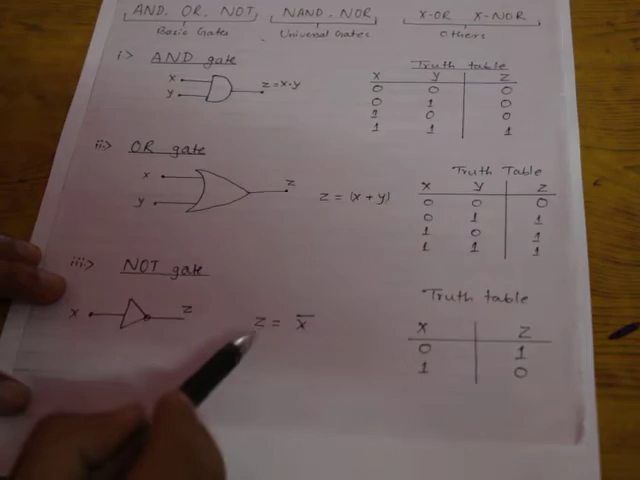 AND, OR, NOT, NAND, NOR X-OR X-NOR
Basic Gates Universal Gates Others
i> AND gate
x
y
z = x·y
Truth table
x y z
0 0 0
0 1 0
1 0 0
1 1 1
ii> OR gate
x
y
z
z = (x + y)
Truth Table
x y z
0 0 0
0 1 1
1 0 1
1 1 1
iii> NOT gate
x
z
z = x̅
Truth table
x z
0 1
1 0